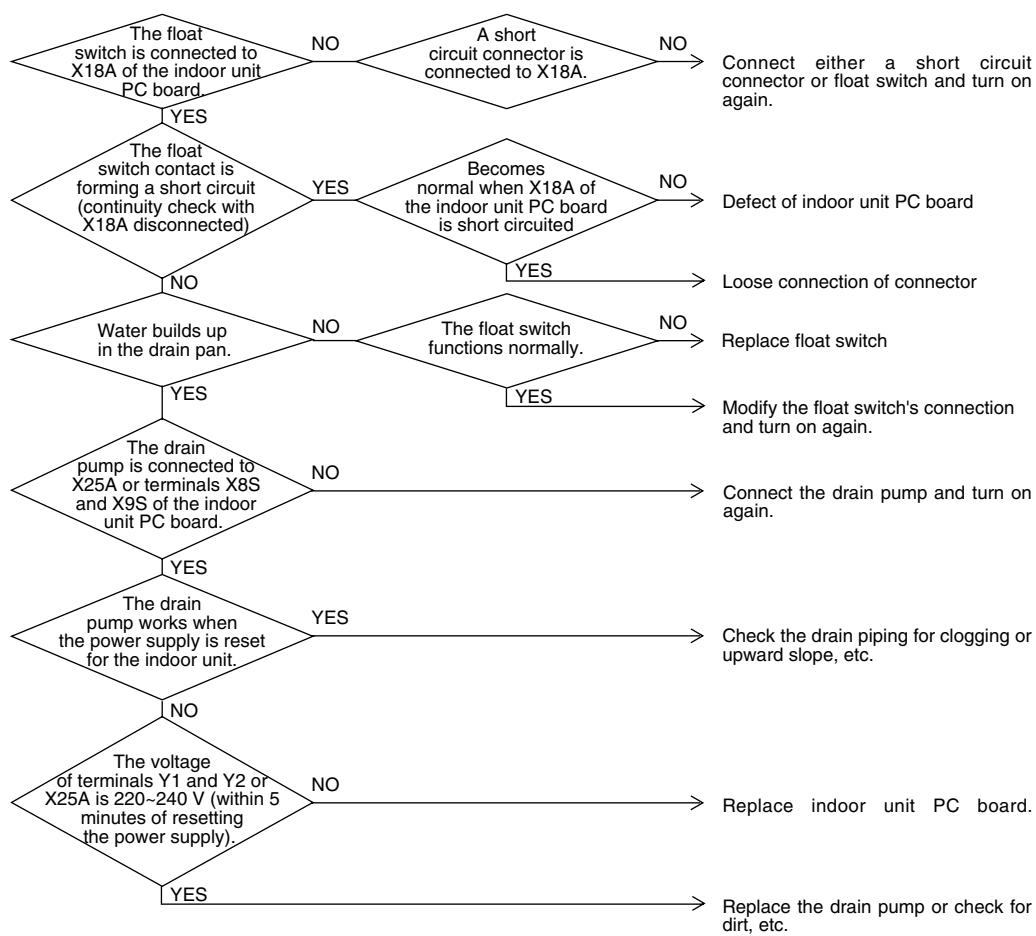 The float
switch is connected to
X18A of the indoor unit
PC board.
NO
A short
circuit connector is
connected to X18A.
NO
Connect either a short circuit
connector or float switch and turn on
again.
YES
The float
switch contact is
forming a short circuit
(continuity check with
X18A disconnected)
YES
Becomes
normal when X18A of
the indoor unit PC board
is short circuited
NO
Defect of indoor unit PC board
YES
Loose connection of connector
NO
Water builds up
in the drain pan.
NO
The float switch
functions normally.
NO
Replace float switch
YES
Modify the float switch's connection
and turn on again.
YES
The drain
pump is connected to
X25A or terminals X8S
and X9S of the indoor
unit PC board.
NO
Connect the drain pump and turn on
again.
YES
The drain
pump works when
the power supply is reset
for the indoor unit.
YES
Check the drain piping for clogging or
upward slope, etc.
NO
The voltage
of terminals Y1 and Y2 or
X25A is 220~240 V (within 5
minutes of resetting
the power supply).
NO
Replace indoor unit PC board.
YES
Replace the drain pump or check for
dirt, etc.